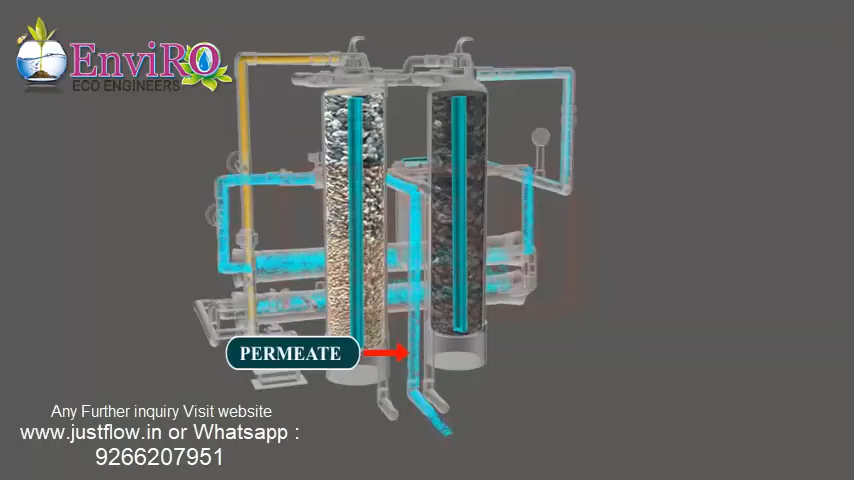 EnviRO
ECO ENGINEERS
PERMEATE
Any Further inquiry Visit website
www.justflow.in or Whatsapp :
9266207951